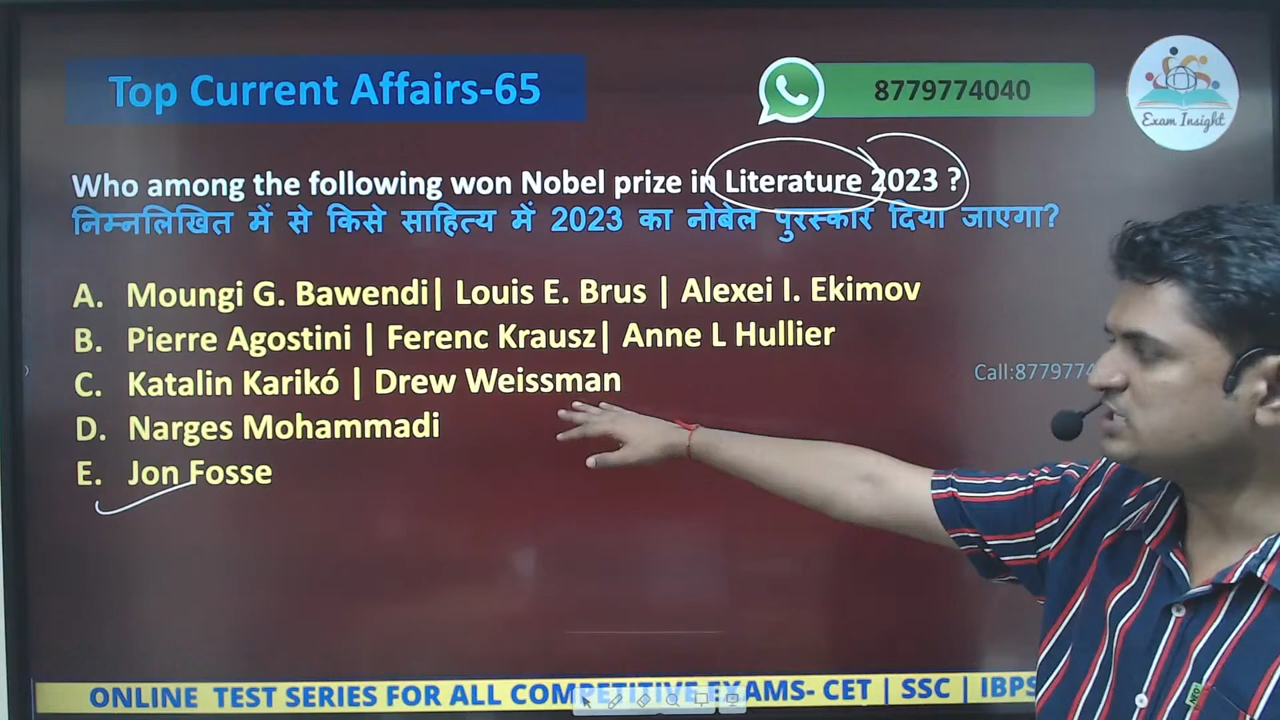 Top Current Affairs-65
8779774040
Exam Insight
Who among the following won Nobel prize in Literature 2023 ?
निम्नलिखित में से किसे साहित्य में 2023 का नोबेल पुरस्कार दिया जाएगा?
A. Moungi G. Bawendi| Louis E. Brus | Alexei I. Ekimov
B. Pierre Agostini | Ferenc Krausz| Anne L Hullier
C. Katalin Karikó | Drew Weissman
Call:8779774
D. Narges Mohammadi
E. Jon Fosse
ONLINE TEST SERIES FOR ALL COMPETITIVE EXAMS- CET | SSC | IBPS